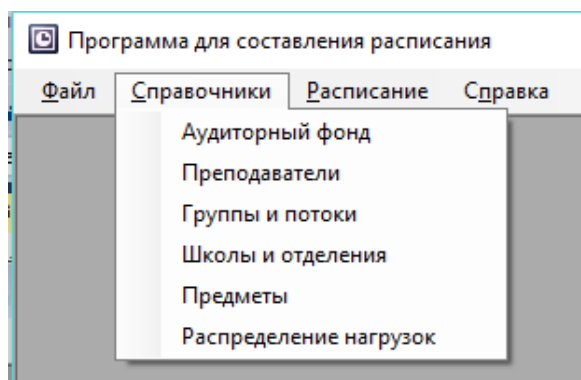 Программа для составления расписания
Файл Справочники Расписание Справка
Аудиторный фонд
Преподаватели
Группы и потоки
Школы и отделения
Предметы
Распределение нагрузок